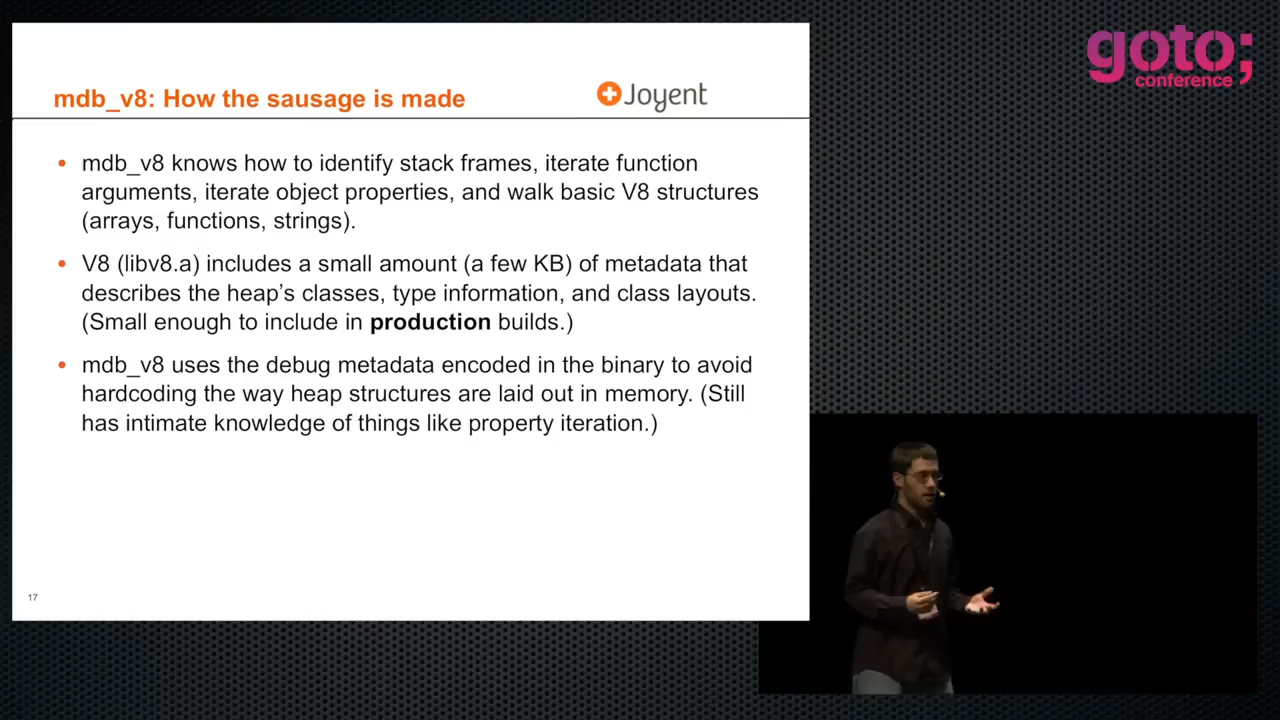 goto;
conference
mdb_v8: How the sausage is made
Joyent
• mdb_v8 knows how to identify stack frames, iterate function
arguments, iterate object properties, and walk basic V8 structures
(arrays, functions, strings).
• V8 (libv8.a) includes a small amount (a few KB) of metadata that
describes the heap’s classes, type information, and class layouts.
(Small enough to include in production builds.)
• mdb_v8 uses the debug metadata encoded in the binary to avoid
hardcoding the way heap structures are laid out in memory. (Still
has intimate knowledge of things like property iteration.)
17